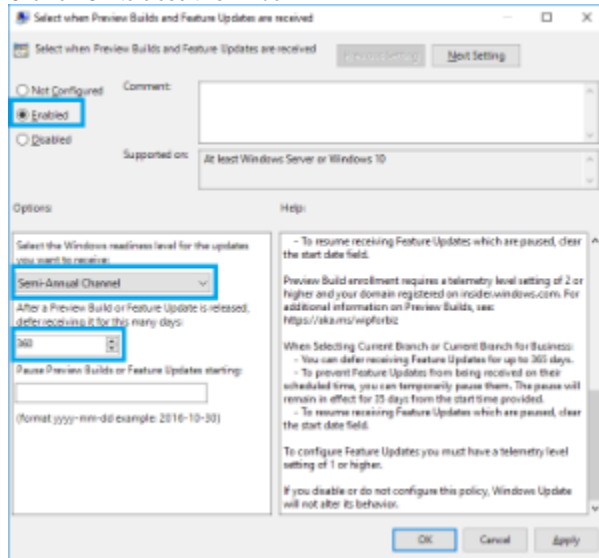 Select when Preview Builds and Feature Updates are received
Select when Preview Builds and Feature Updates are received
Previous Setting
Next Setting
Not Configured
Comment:
Enabled
Disabled
Supported on:
At least Windows Server or Windows 10
Options:
Help:
Select the Windows readiness level for the updates
you want to receive:
Semi-Annual Channel
After a Preview Build or Feature Update is released,
defer receiving it for this many days:
360
Pause Preview Builds or Feature Updates starting:
(format yyyy-mm-dd example: 2016-10-30)
- To resume receiving Feature Updates which are paused, clear
the start date field.
Preview Build enrollment requires a telemetry level setting of 2 or
higher and your domain registered on insider.windows.com. For
additional information on Preview Builds, see:
https://aka.ms/wipforbiz
When Selecting Current Branch or Current Branch for Business:
- You can defer receiving Feature Updates for up to 365 days.
- To prevent Feature Updates from being received on their
scheduled time, you can temporarily pause them. The pause will
remain in effect for 35 days from the start time provided.
- To resume receiving Feature Updates which are paused, clear
the start date field.
To configure Feature Updates you must have a telemetry level
setting of 1 or higher.
If you disable or do not configure this policy, Windows Update
will not alter its behavior.
OK
Cancel
Apply